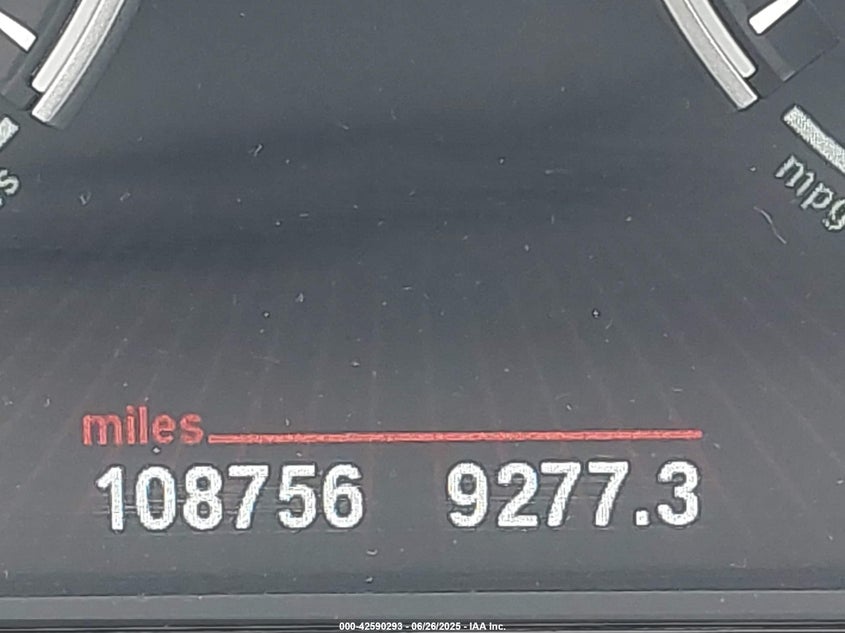 mpg
miles
108756 9277.3
000-42590293 - 06/26/2025 - IAA Inc.